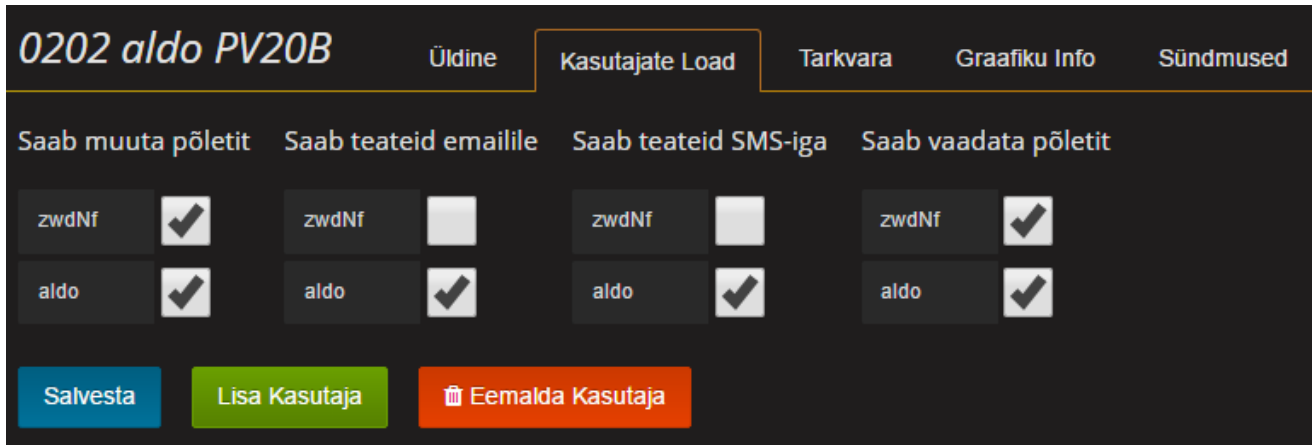 0202 aldo PV20B Üldine Kasutajate Load Tarkvara Graafiku Info Sündmused
Saab muuta põletit Saab teateid emailile Saab teateid SMS-iga Saab vaadata põletit
zwdNf zwdNf zwdNf zwdNf
aldo aldo aldo aldo
Salvesta Lisa Kasutaja Eemalda Kasutaja